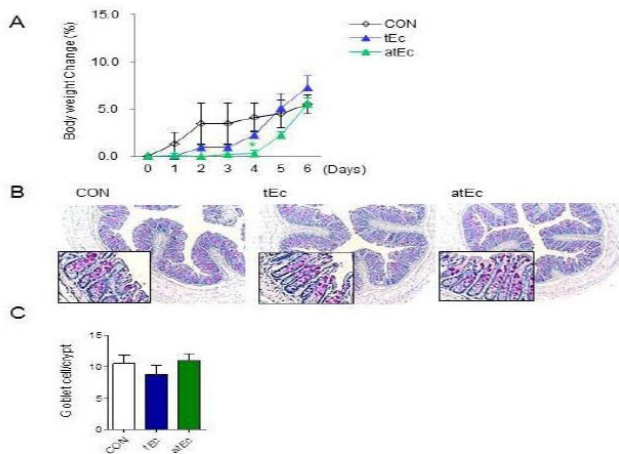 A
Body weight Change (%)
15.0
10.0
5.0
0.0
0 1 2 3 4 5 6 (Days)
CON
tEc
atEc
*
B
CON tEc atEc
C
Goblet cell/crypt
15
10
5
0
CON tEc atEc